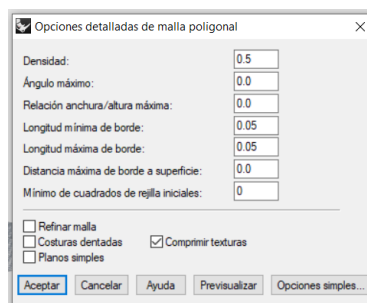 Opciones detalladas de malla poligonal
Densidad: 0.5
Ángulo máximo: 0.0
Relación anchura/altura máxima: 0.0
Longitud mínima de borde: 0.05
Longitud máxima de borde: 0.05
Distancia máxima de borde a superficie: 0.0
Mínimo de cuadrados de rejilla iniciales: 0
Refinar malla
Costuras dentadas Comprimir texturas
Planos simples
Aceptar Cancelar Ayuda Previsualizar Opciones simples...